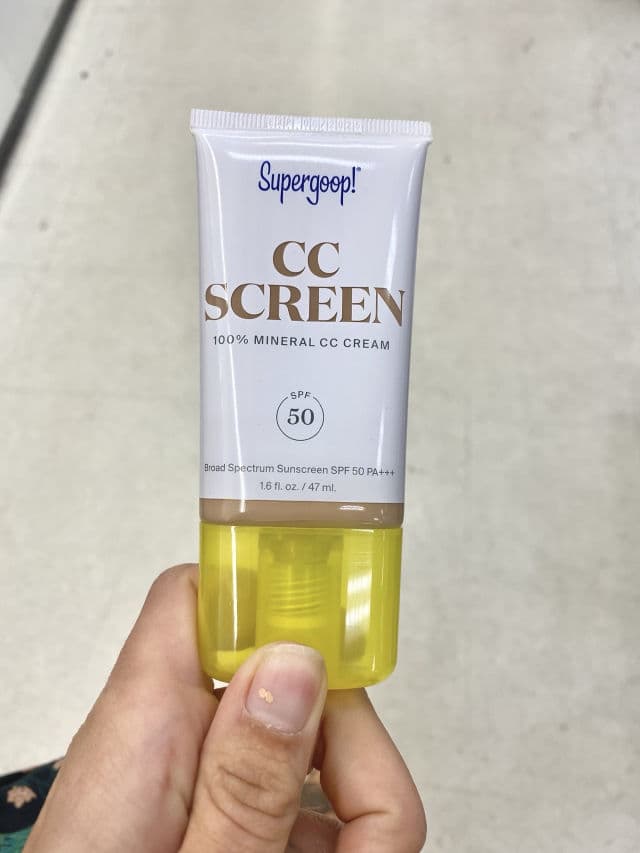 Supergoop!
CC
SCREEN
100% MINERAL CC CREAM
SPF
50
Broad Spectrum Sunscreen SPF 50 PA+++
1.6 fl. oz. / 47 ml.